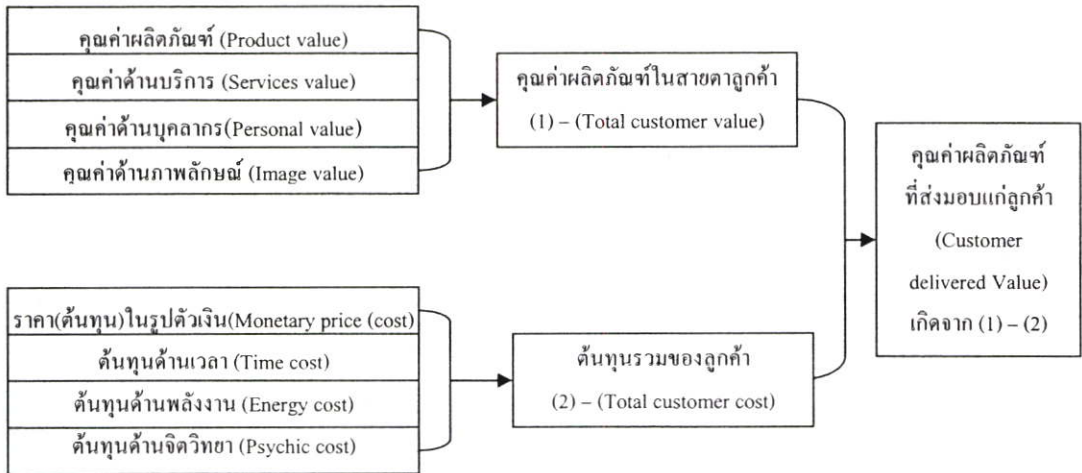 คุณค่าผลิตภัณฑ์ (Product value)
คุณค่าด้านบริการ (Services value)
คุณค่าด้านบุคลากร(Personal value)
คุณค่าด้านภาพลักษณ์ (Image value)
คุณค่าผลิตภัณฑ์ในสายตาลูกค้า
(1) – (Total customer value)
ราคา(ต้นทุน)ในรูปตัวเงิน(Monetary price (cost)
ต้นทุนด้านเวลา (Time cost)
ต้นทุนด้านพลังงาน (Energy cost)
ต้นทุนด้านจิตวิทยา (Psychic cost)
ต้นทุนรวมของลูกค้า
(2) – (Total customer cost)
คุณค่าผลิตภัณฑ์
ที่ส่งมอบแก่ลูกค้า
(Customer
delivered Value)
เกิดจาก (1) – (2)